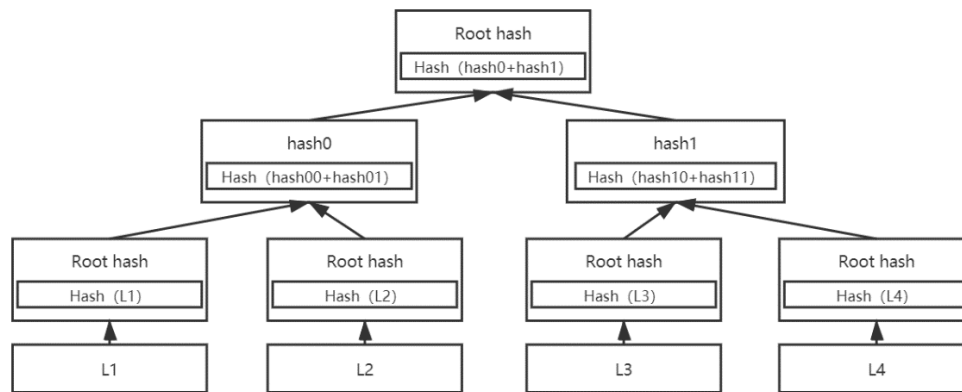 Root hash
Hash（hash0+hash1）
hash0
Hash（hash00+hash01）
hash1
Hash（hash10+hash11）
Root hash
Hash（L1）
Root hash
Hash（L2）
Root hash
Hash（L3）
Root hash
Hash（L4）
L1
L2
L3
L4